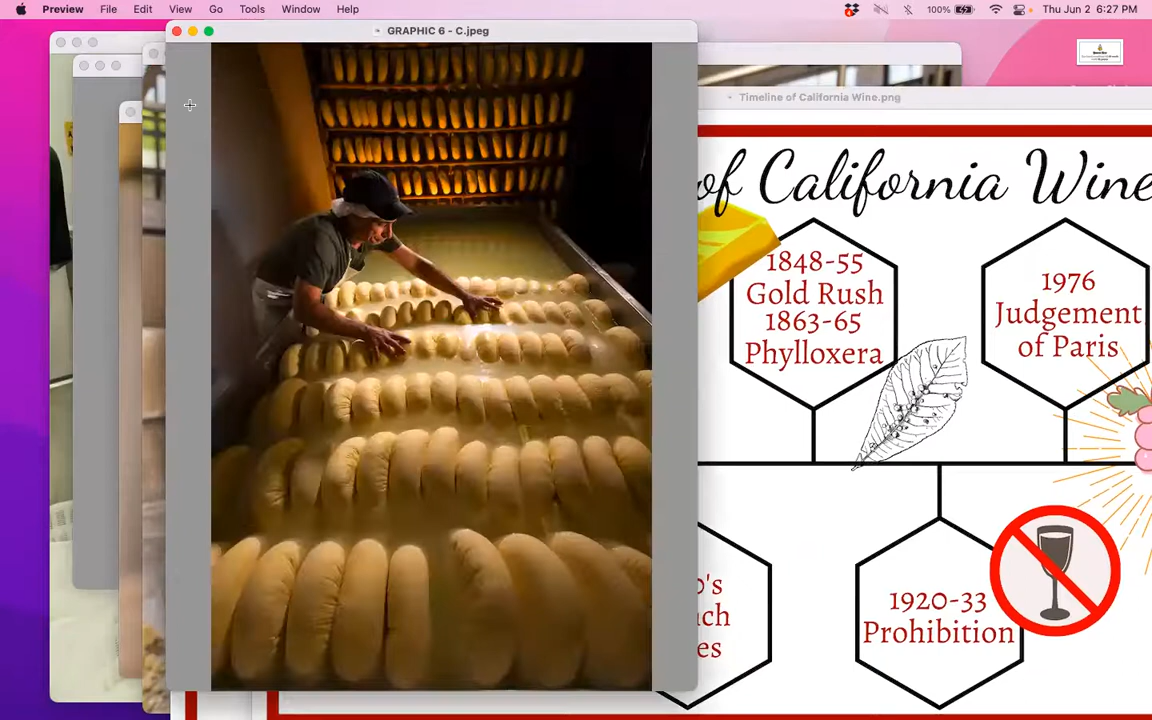 Preview File Edit View Go Tools Window Help
100% Thu Jun 2 6:27 PM
GRAPHIC 6 - C.jpeg
Timeline of California Wine.png
of California Wine
1848-55
Gold Rush
1863-65
Phylloxera
1976
Judgement
of Paris
1920-33
Prohibition